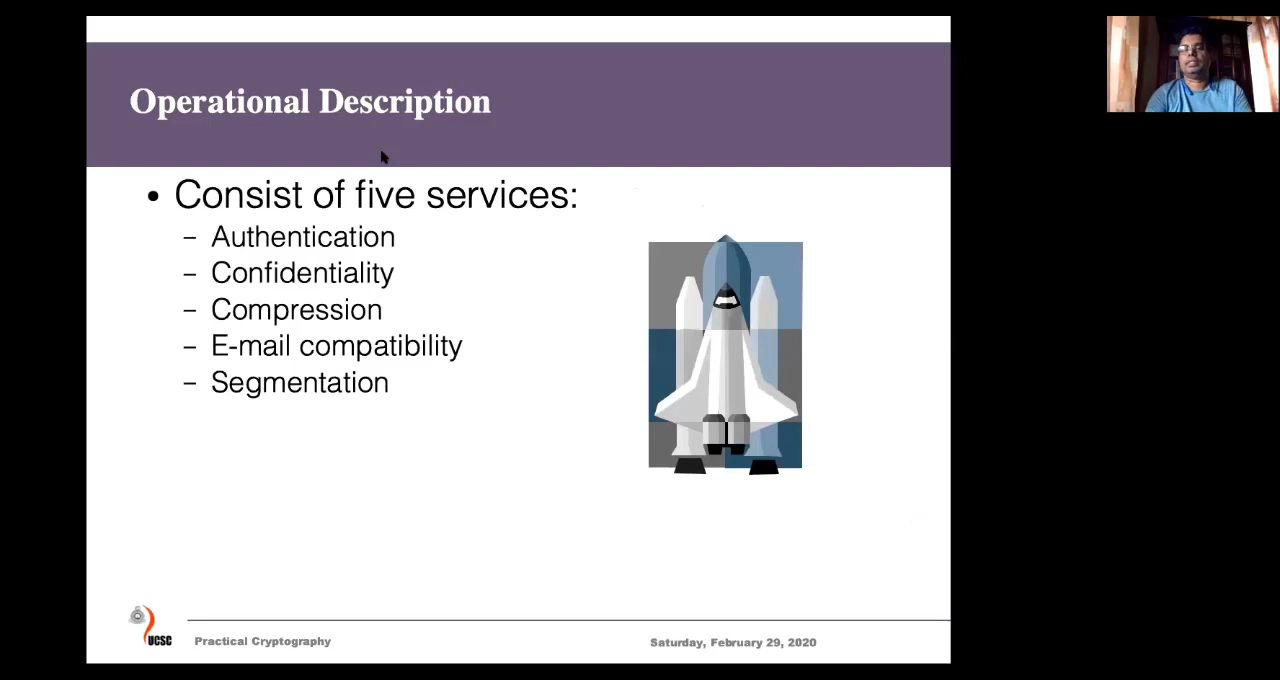 Operational Description
• Consist of five services:
– Authentication
– Confidentiality
– Compression
– E-mail compatibility
– Segmentation
UCSC
Practical Cryptography
Saturday, February 29, 2020